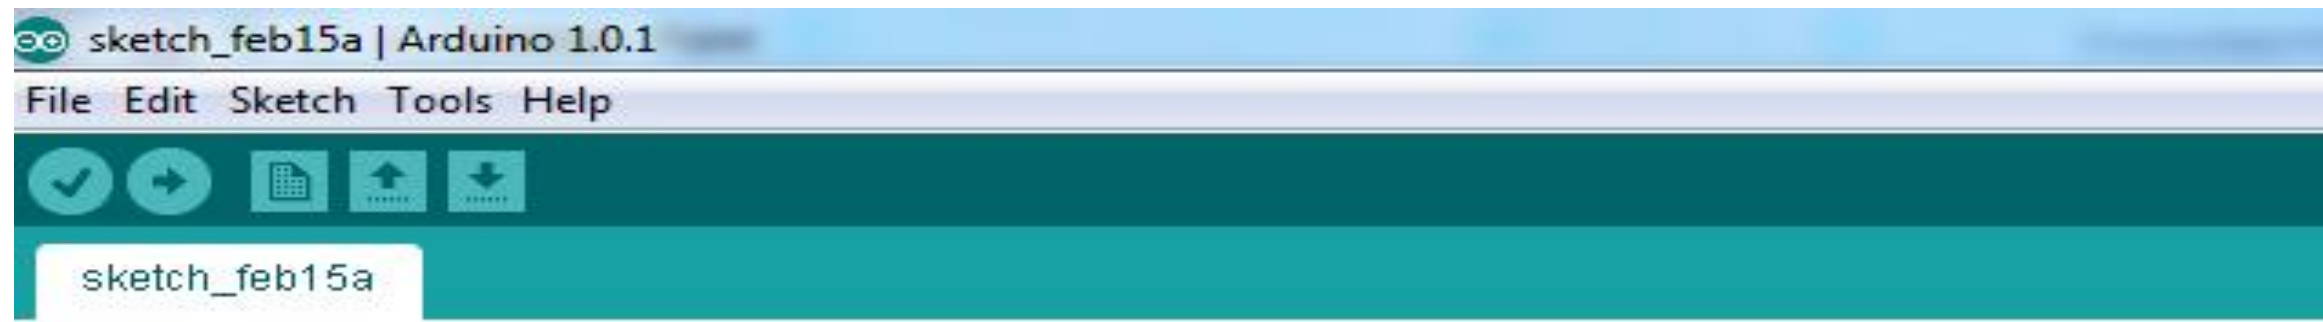 sketch_feb15a | Arduino 1.0.1
File Edit Sketch Tools Help
sketch_feb15a